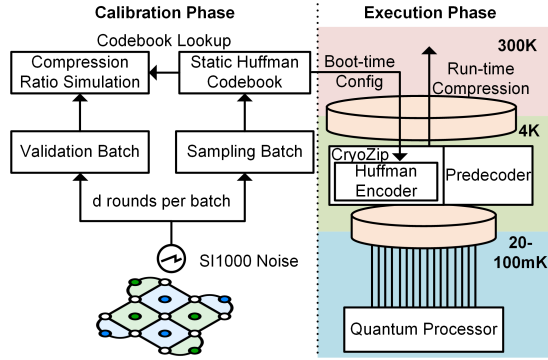 Calibration Phase
Execution Phase
Codebook Lookup
Compression
Ratio Simulation
Static Huffman
Codebook
Validation Batch
Sampling Batch
d rounds per batch
SI1000 Noise
300K
Boot-time
Config
Run-time
Compression
4K
CryoZip
Huffman
Encoder
Predecoder
20-
100mK
Quantum Processor